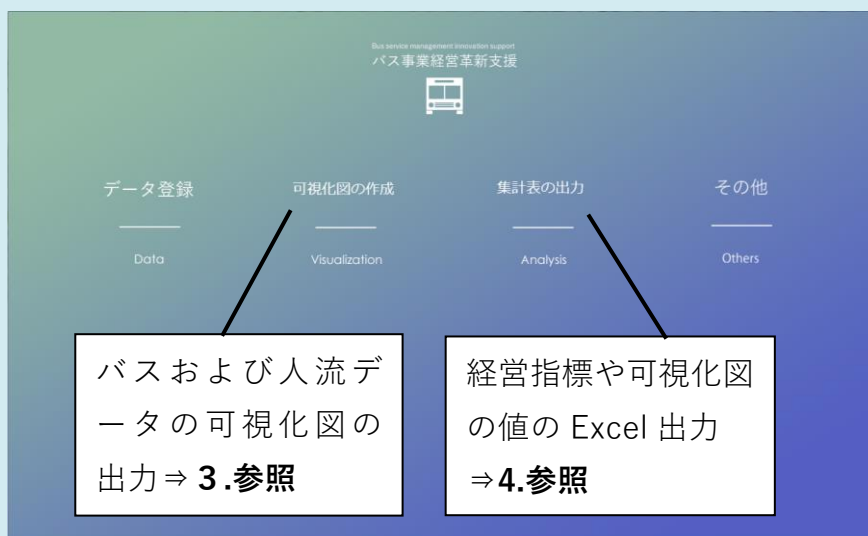 Bus service management innovation support
バス事業経営革新支援
データ登録
可視化図の作成
集計表の出力
その他
Data
Visualization
Analysis
Others
バスおよび人流デ
ータの可視化図の
出力⇒３.参照
経営指標や可視化図
の値の Excel 出力
⇒4.参照